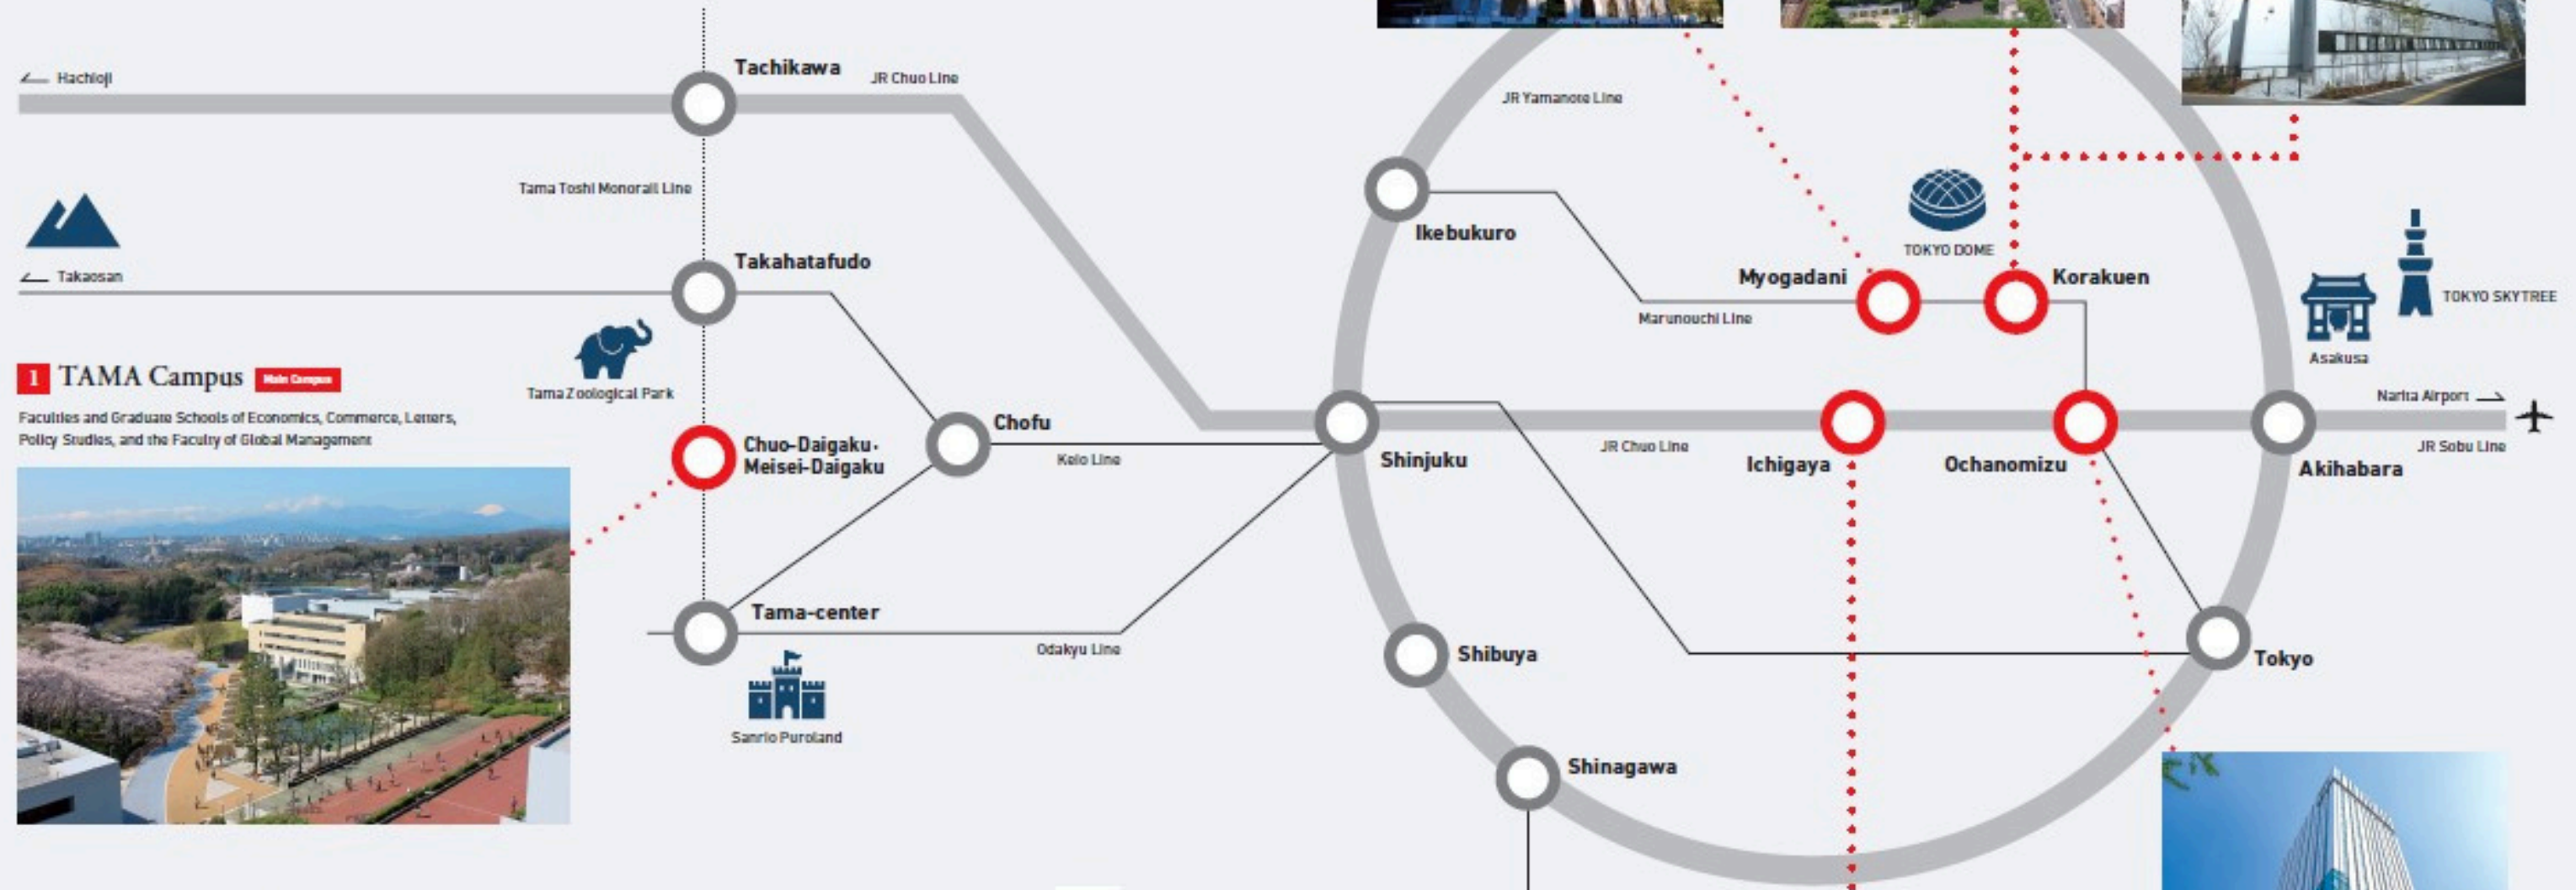 Hachioji
Tachikawa
JR Chuo Line
JR Yamanote Line
Tama Toshi Monorail Line
Ikebukuro
TOKYO DOME
Takaosan
Takahatafudo
Myogadani
Korakuen
TOKYO SKYTREE
Marunouchi Line
Asakusa
1 TAMA Campus Main Campus
Tama Zoological Park
Narita Airport
Faculties and Graduate Schools of Economics, Commerce, Letters,
Policy Studies, and the Faculty of Global Management
Chofu
Chuo-Daigaku·
Meisei-Daigaku
Keio Line
Shinjuku
JR Chuo Line
Ichigaya
Ochanomizu
JR Sobu Line
Akihabara
Tama-center
Odakyu Line
Shibuya
Tokyo
Sanrio Puroland
Shinagawa